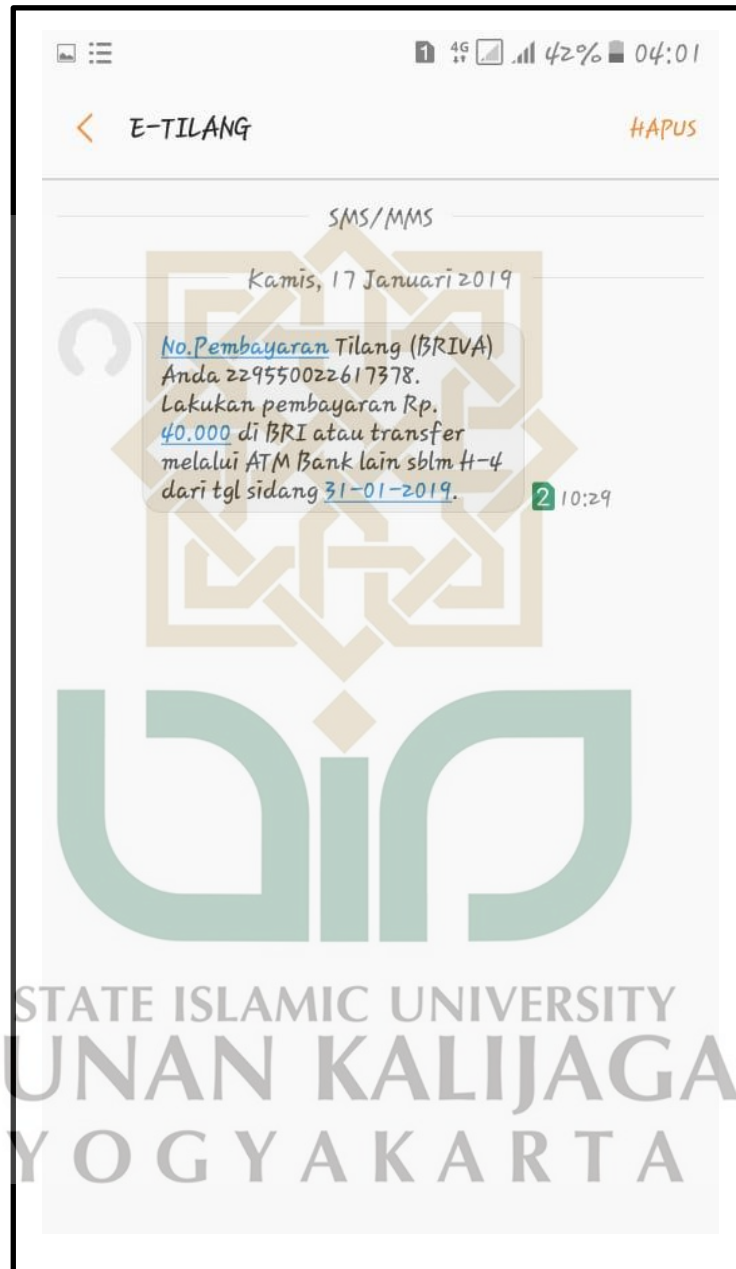 1 4G 42% 04:01
E-TILANG HAPUS
SMS/MMS
Kamis, 17 Januari 2019
No.Pembayaran Tilang (BRIVA)
Anda 229550022617378.
Lakukan pembayaran Rp.
40.000 di BRI atau transfer
melalui ATM Bank lain sblm H-4
dari tgl sidang 31-01-2019.
2 10:29
STATE ISLAMIC UNIVERSITY
UNAN KALIJAGA
YOGYAKARTA